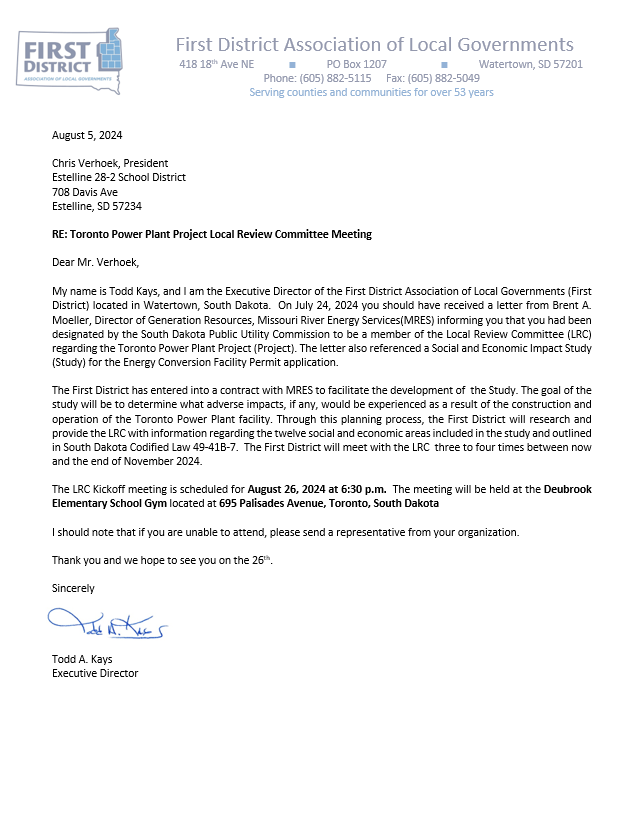 FIRST
DISTRICT
ASSOCIATION OF LOCAL GOVERNMENTS
First District Association of Local Governments
418 18th Ave NE ■ PO Box 1207 ■ Watertown, SD 57201
Phone: (605) 882-5115 Fax: (605) 882-5049
Serving counties and communities for over 53 years
August 5, 2024
Chris Verhoek, President
Estelline 28-2 School District
708 Davis Ave
Estelline, SD 57234
RE: Toronto Power Plant Project Local Review Committee Meeting
Dear Mr. Verhoek,
My name is Todd Kays, and I am the Executive Director of the First District Association of Local Governments (First
District) located in Watertown, South Dakota. On July 24, 2024 you should have received a letter from Brent A.
Moeller, Director of Generation Resources, Missouri River Energy Services(MRES) informing you that you had been
designated by the South Dakota Public Utility Commission to be a member of the Local Review Committee (LRC)
regarding the Toronto Power Plant Project (Project). The letter also referenced a Social and Economic Impact Study
(Study) for the Energy Conversion Facility Permit application.
The First District has entered into a contract with MRES to facilitate the development of the Study. The goal of the
study will be to determine what adverse impacts, if any, would be experienced as a result of the construction and
operation of the Toronto Power Plant facility. Through this planning process, the First District will research and
provide the LRC with information regarding the twelve social and economic areas included in the study and outlined
in South Dakota Codified Law 49-41B-7. The First District will meet with the LRC three to four times between now
and the end of November 2024.
The LRC Kickoff meeting is scheduled for August 26, 2024 at 6:30 p.m. The meeting will be held at the Deubrook
Elementary School Gym located at 695 Palisades Avenue, Toronto, South Dakota
I should note that if you are unable to attend, please send a representative from your organization.
Thank you and we hope to see you on the 26th.
Sincerely
Todd A. Kays
Todd A. Kays
Executive Director